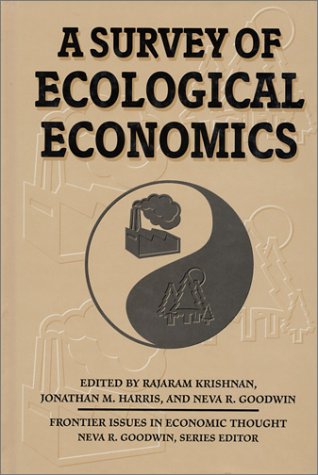 A SURVEY OF
ECOLOGICAL
ECONOMICS
EDITED BY RAJARAM KRISHNAN,
JONATHAN M. HARRIS, AND NEVA R. GOODWIN
FRONTIER ISSUES IN ECONOMIC THOUGHT
NEVA R. GOODWIN, SERIES EDITOR